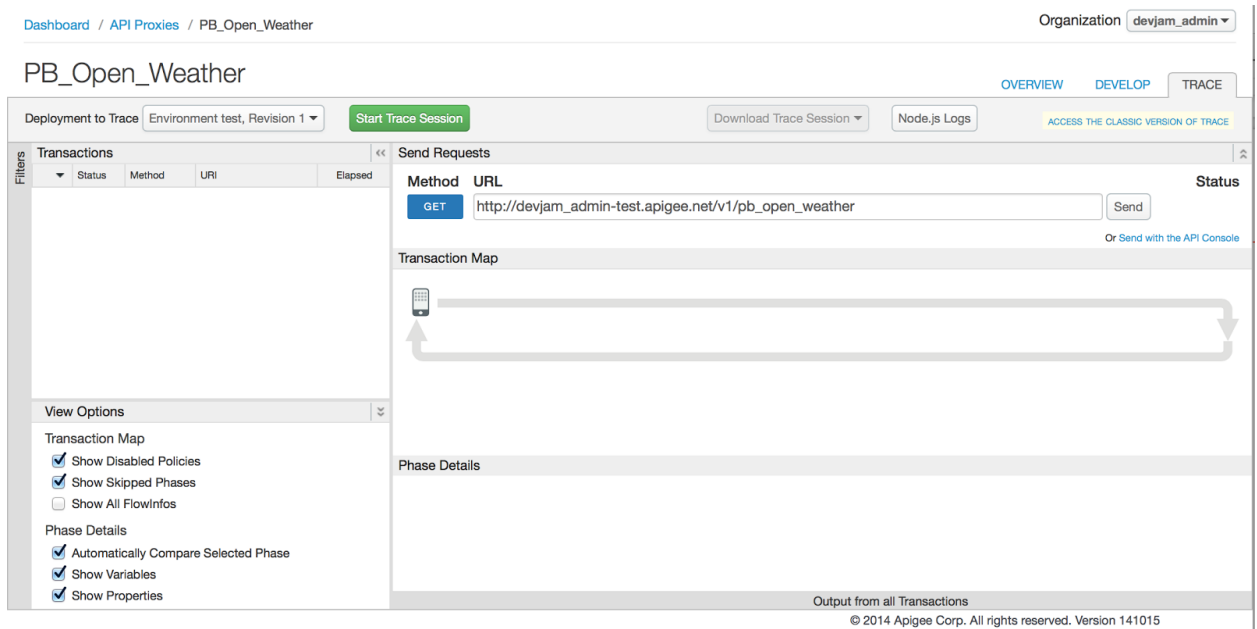 Dashboard / API Proxies / PB_Open_Weather
Organization devjam_admin
PB_Open_Weather
OVERVIEW DEVELOP TRACE
Deployment to Trace Environment test, Revision 1 Start Trace Session Download Trace Session Node.js Logs ACCESS THE CLASSIC VERSION OF TRACE
Filters
Transactions
Status Method URI Elapsed
Send Requests
Method URL Status
GET http://devjam_admin-test.apigee.net/v1/pb_open_weather Send
Or Send with the API Console
Transaction Map
View Options
Transaction Map
Show Disabled Policies
Show Skipped Phases
Show All FlowInfos
Phase Details
Automatically Compare Selected Phase
Show Variables
Show Properties
Phase Details
Output from all Transactions
© 2014 Apigee Corp. All rights reserved. Version 141015